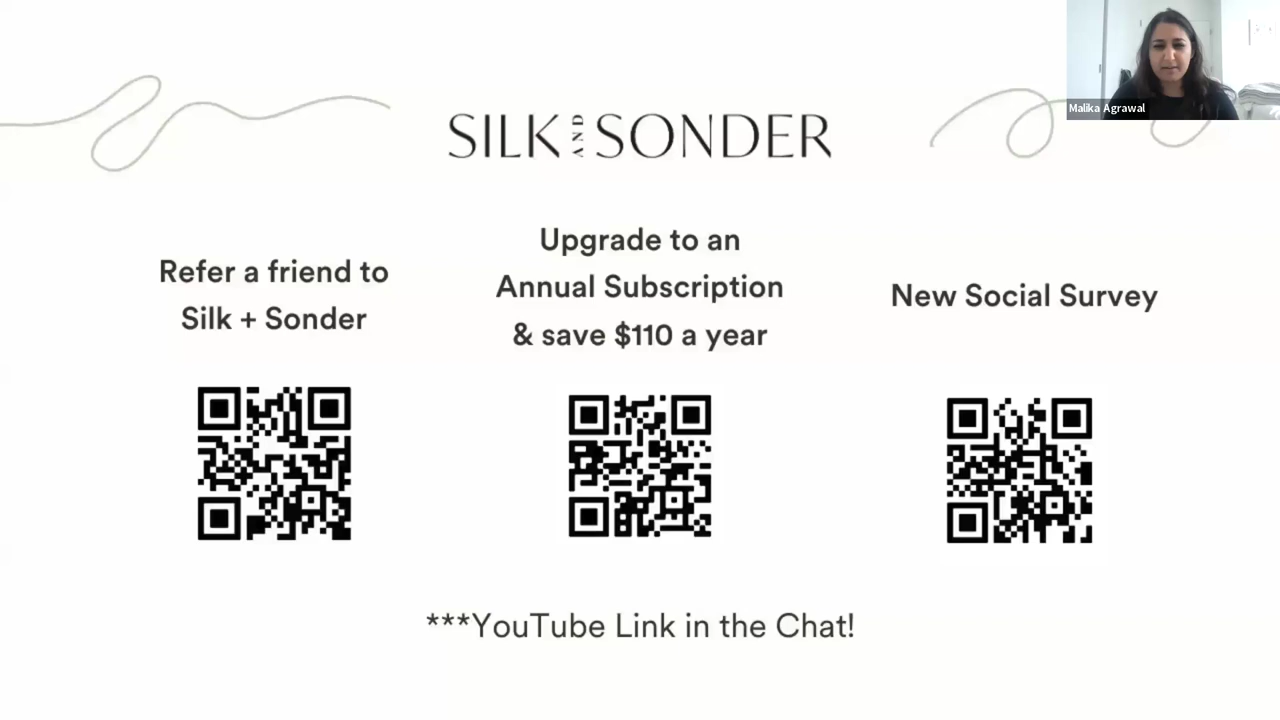 Malika Agrawal
SILK AND SONDER
Refer a friend to
Silk + Sonder
Upgrade to an
Annual Subscription
& save $110 a year
New Social Survey
***YouTube Link in the Chat!